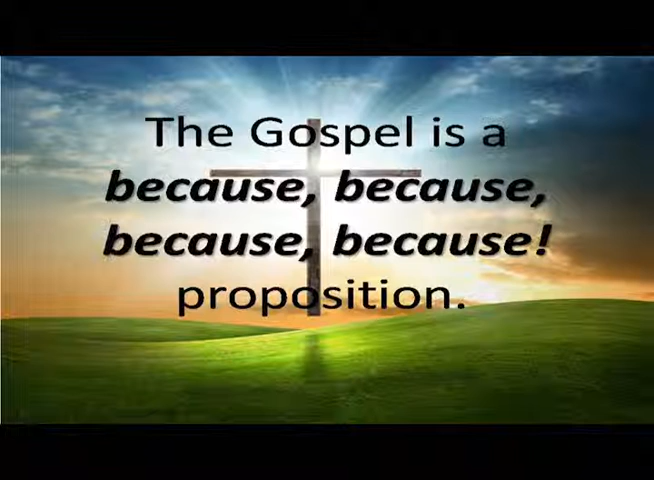 The Gospel is a
because, because,
because, because!
proposition.